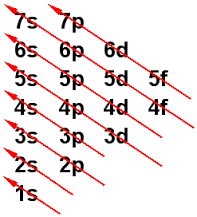 7s 7p
6s 6p 6d
5s 5p 5d 5f
4s 4p 4d 4f
3s 3p 3d
2s 2p
1s